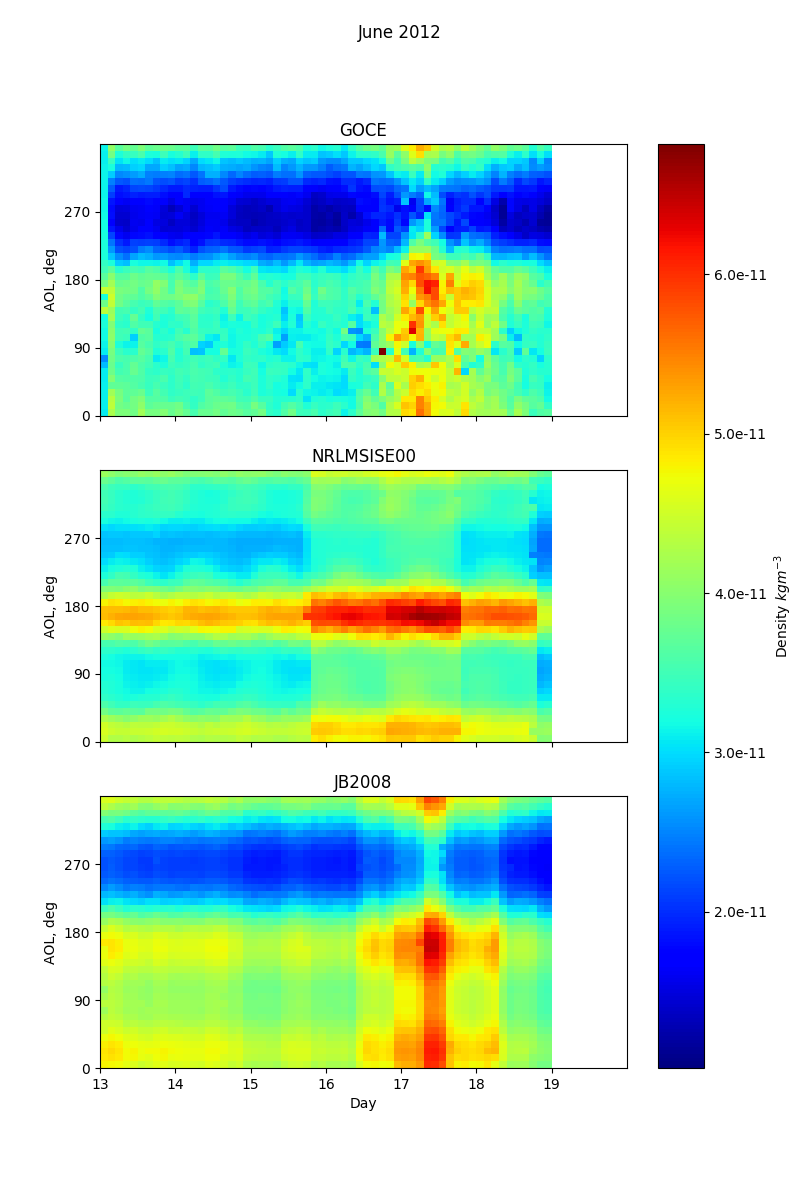 June 2012
GOCE
270
180
90
0
AOL, deg
NRLMSISE00
270
180
90
0
AOL, deg
JB2008
270
180
90
0
AOL, deg
13 14 15 16 17 18 19
Day
6.0e-11
5.0e-11
4.0e-11
3.0e-11
2.0e-11
Density kgm⁻³